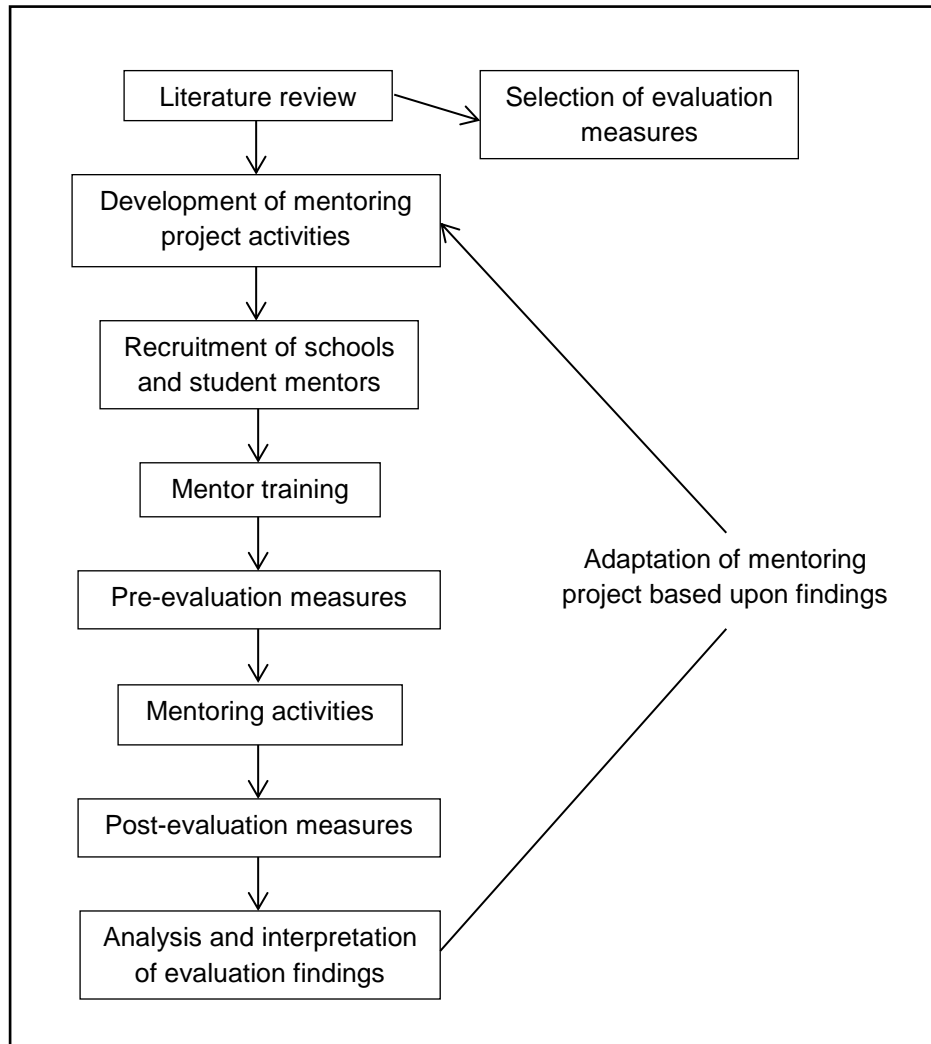 Literature review
Selection of evaluation
measures
Development of mentoring
project activities
Recruitment of schools
and student mentors
Mentor training
Pre-evaluation measures
Adaptation of mentoring
project based upon findings
Mentoring activities
Post-evaluation measures
Analysis and interpretation
of evaluation findings